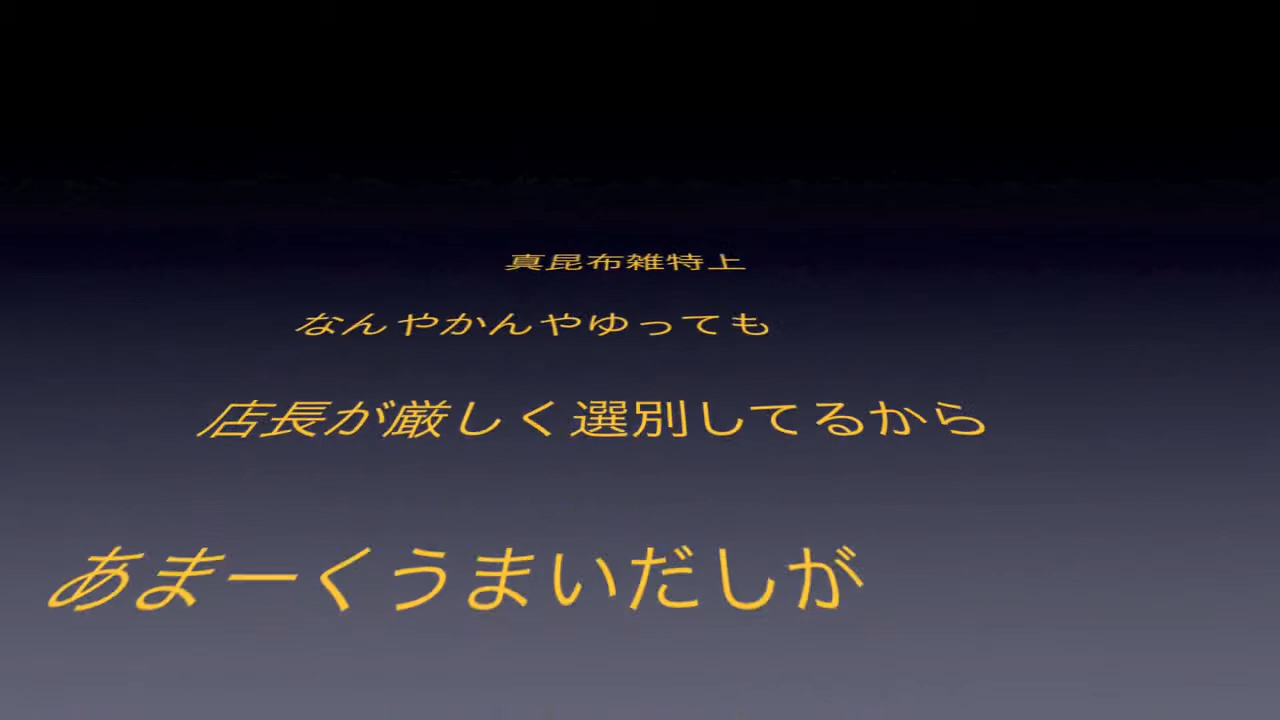 真昆布雑特上
なんやかんやゆっても
店長が厳しく選別してるから
あまーくうまいだしが